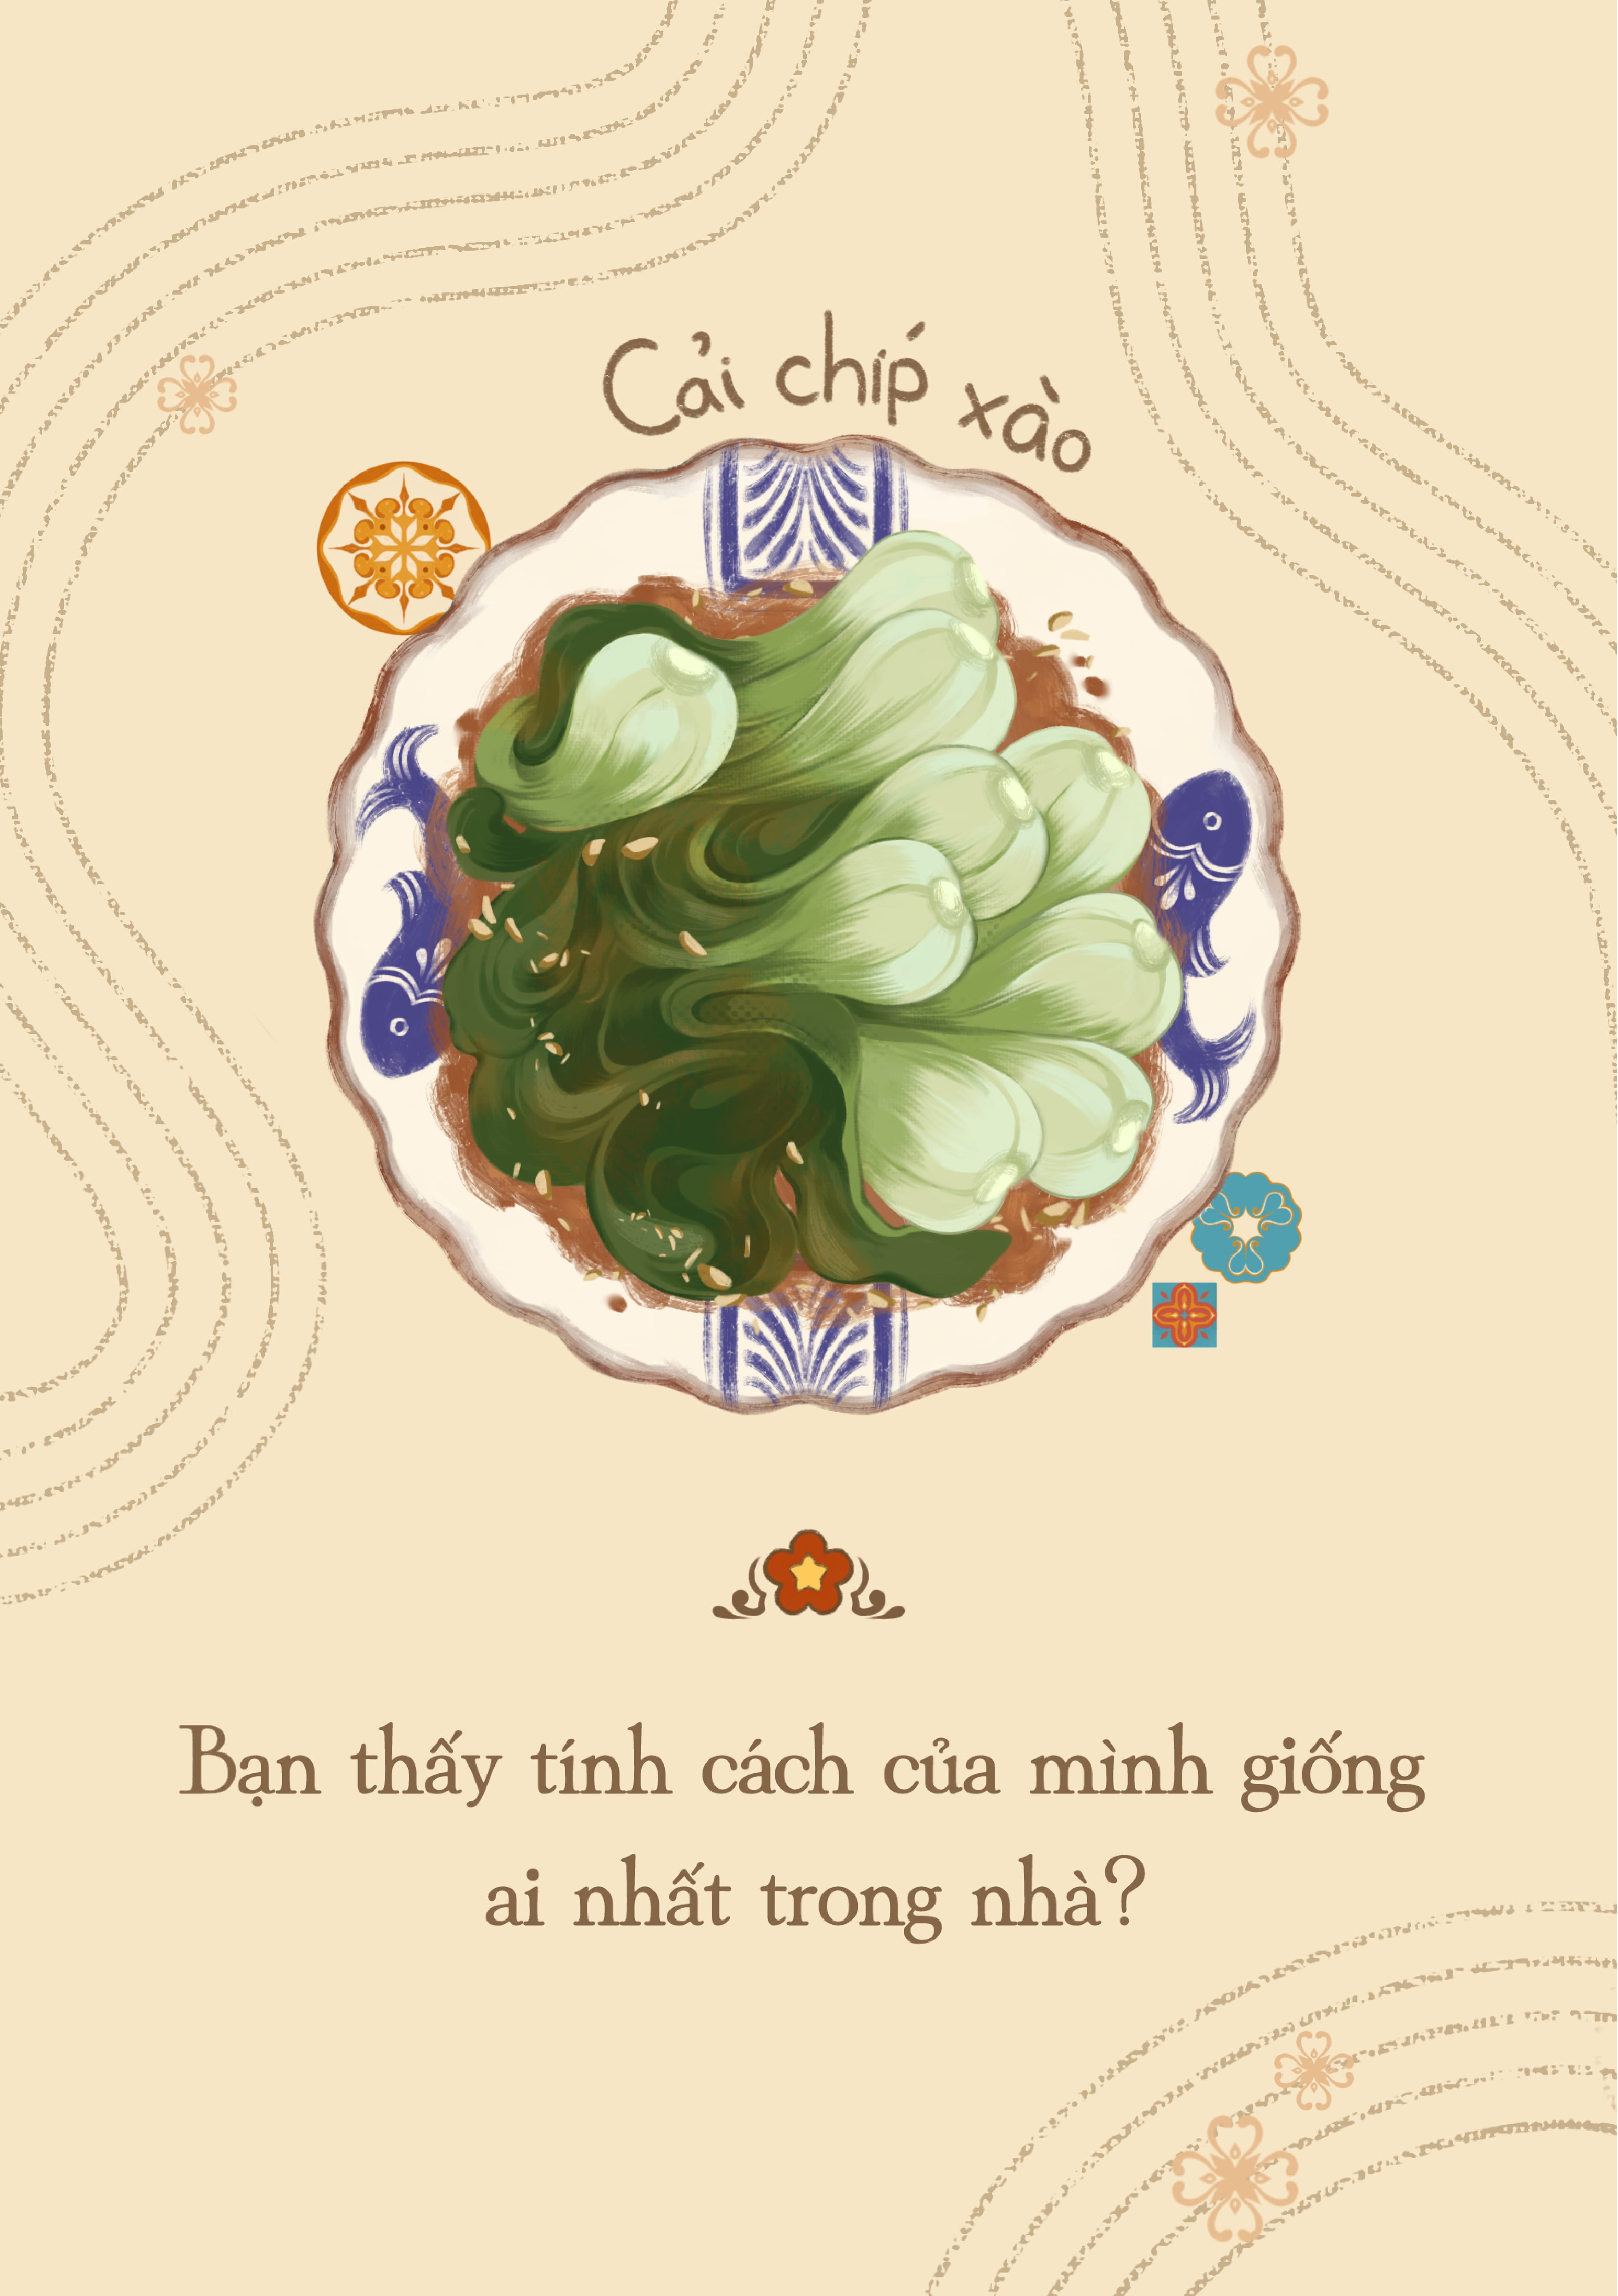 Cải chíp xào
Bạn thấy tính cách của mình giống
ai nhất trong nhà?